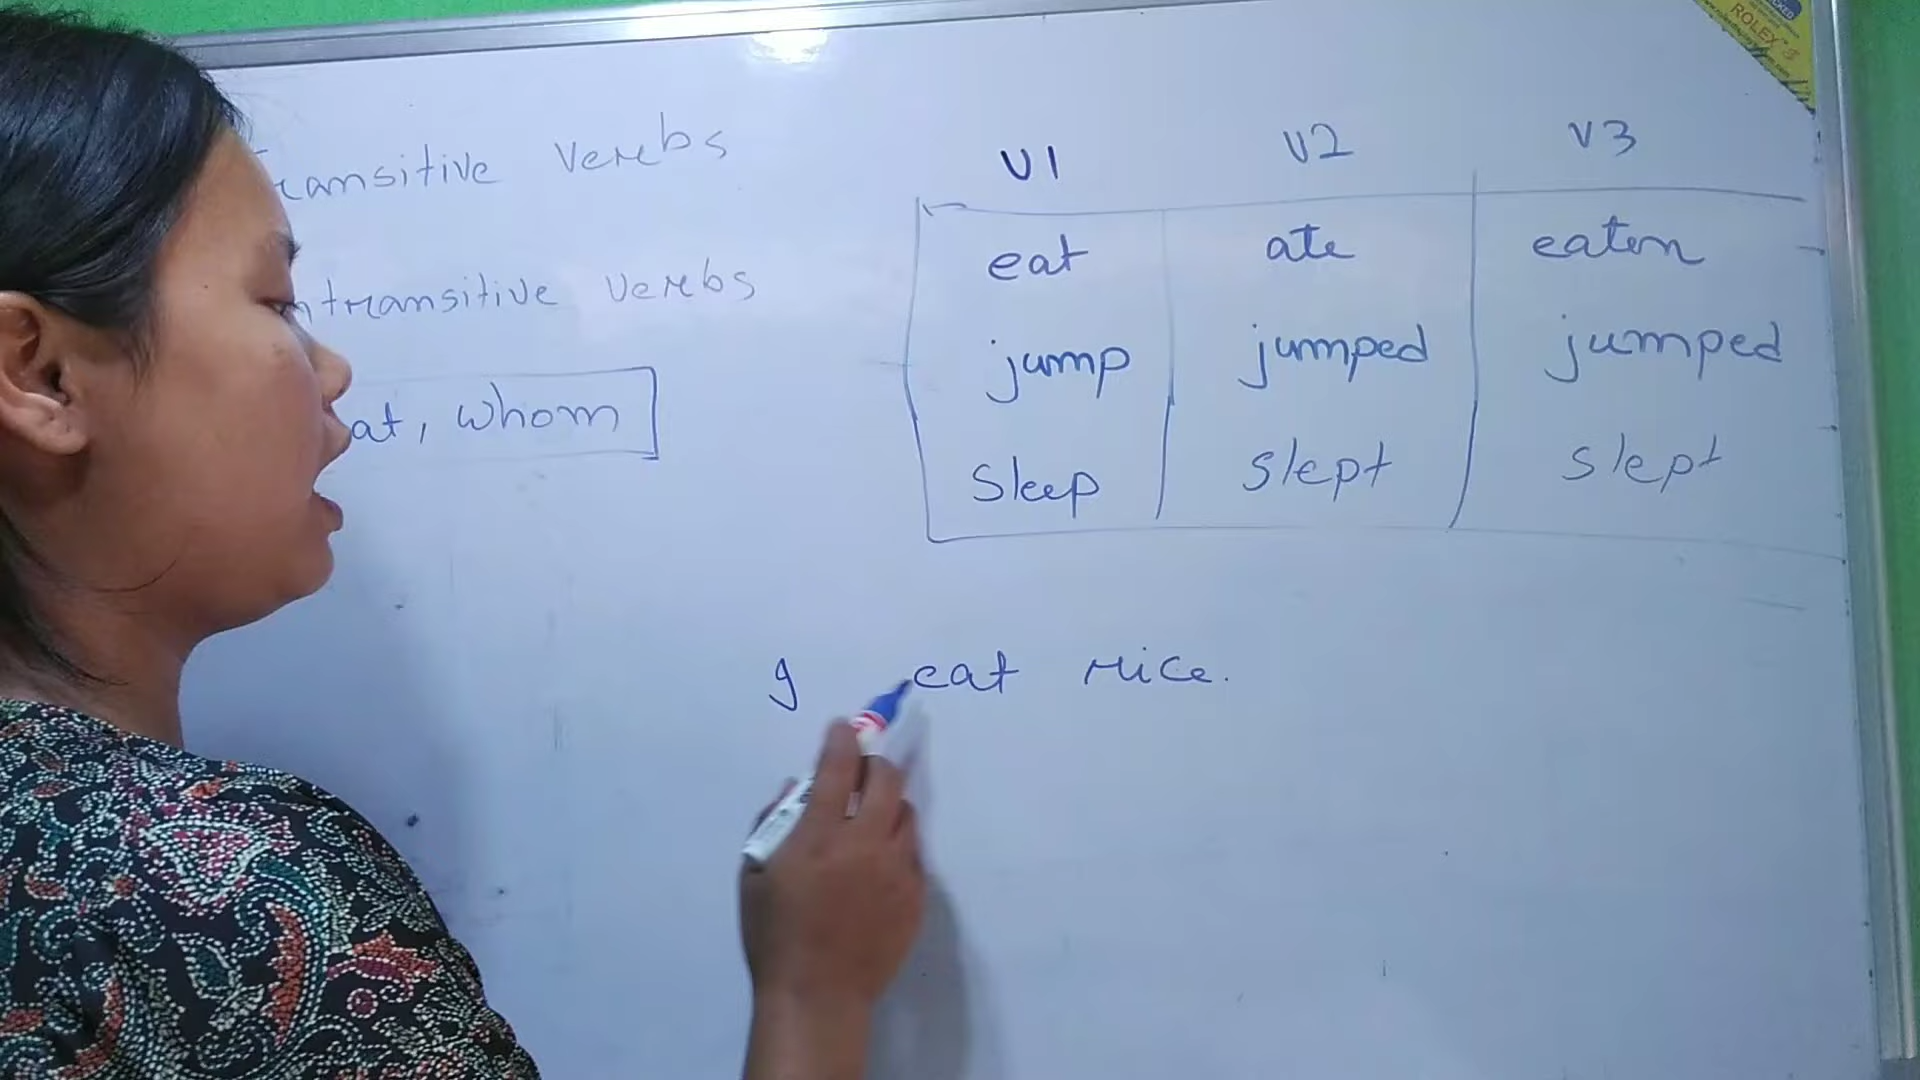 ransitive verbs
ntransitive verbs
at, whom
V1 V2 V3
eat ate eaten
jump jumped jumped
sleep slept slept
I eat rice.
ROLEX